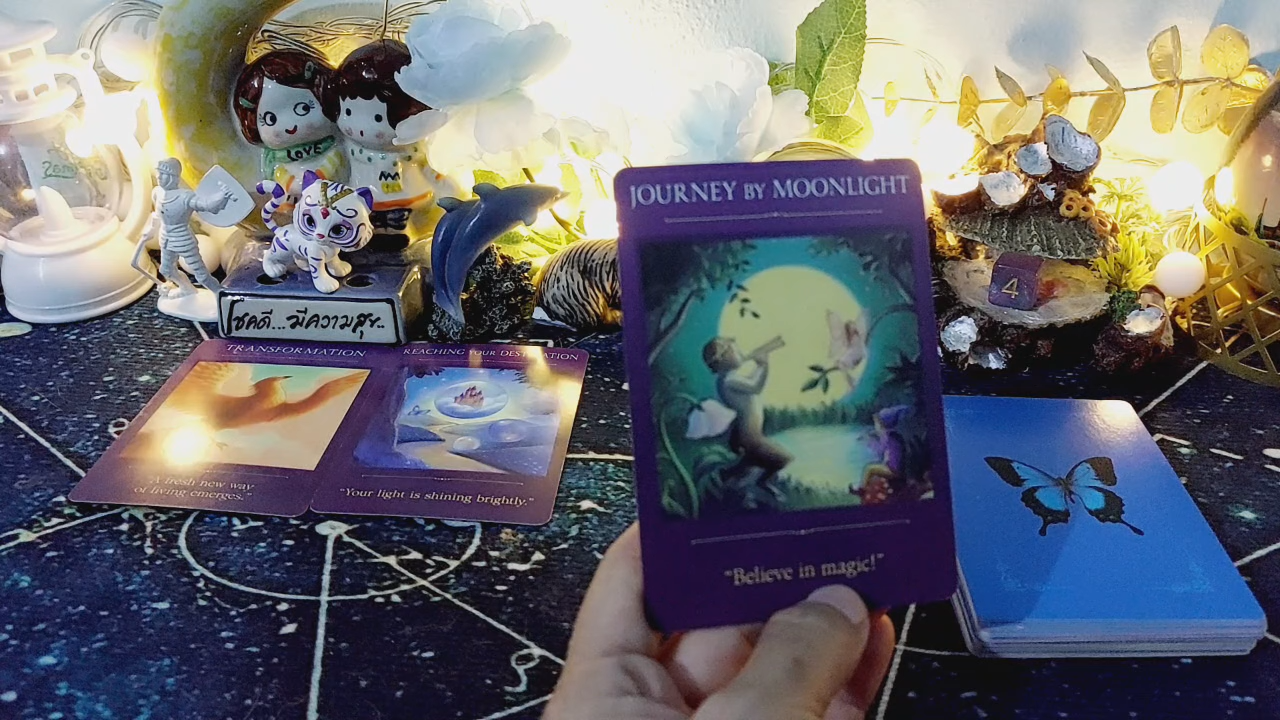 LOVE
โชคดี...มีความสุข..
4
JOURNEY BY MOONLIGHT
"Believe in magic!"
TRANSFORMATION
"A fresh new way
of living emerges."
REACHING YOUR DESTINATION
"Your light is shining brightly."